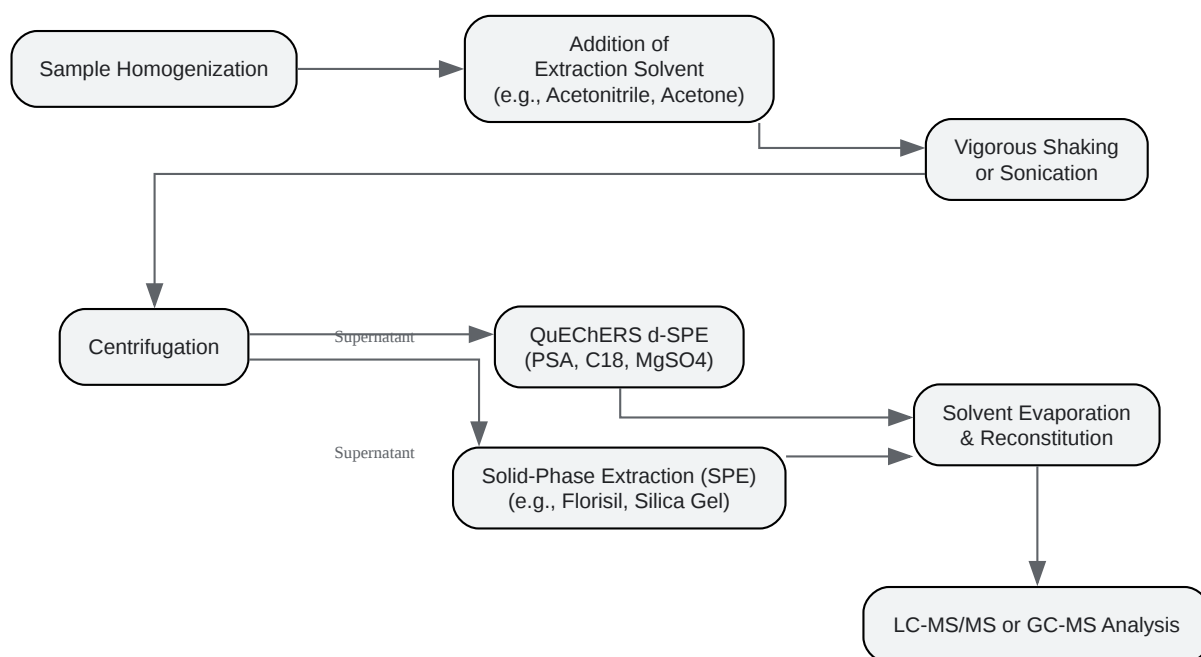 Sample Homogenization
Addition of
Extraction Solvent
(e.g., Acetonitrile, Acetone)
Vigorous Shaking
or Sonication
Centrifugation
Supernatant
QuEChERS d-SPE
(PSA, C18, MgSO4)
Supernatant
Solid-Phase Extraction (SPE)
(e.g., Florisil, Silica Gel)
Solvent Evaporation
& Reconstitution
LC-MS/MS or GC-MS Analysis